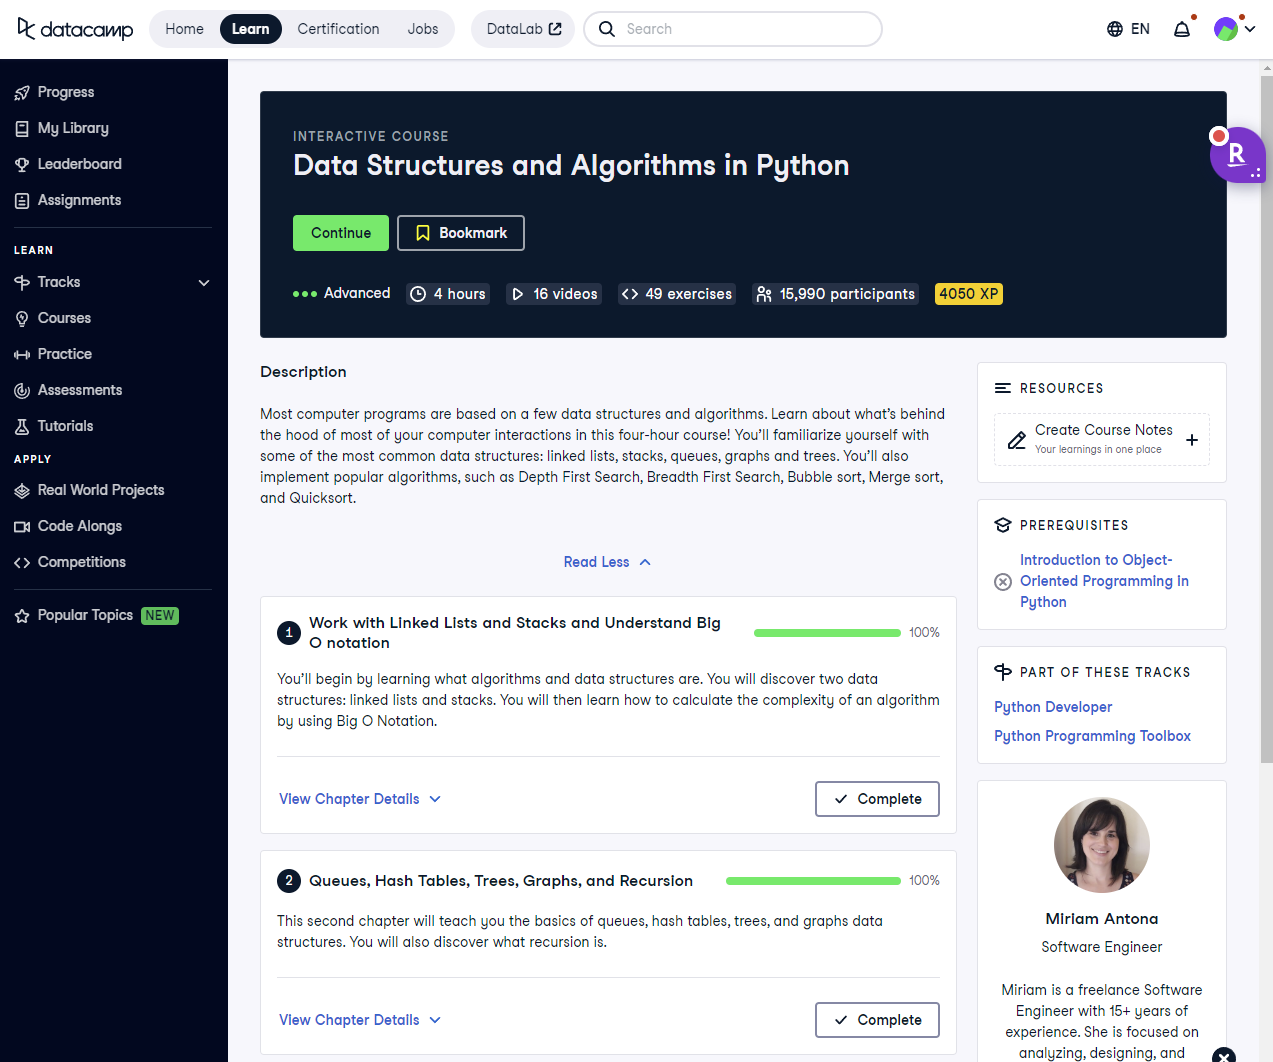 datacamp
Home
Learn
Certification
Jobs
DataLab
Search
EN
Progress
My Library
Leaderboard
Assignments
LEARN
Tracks
Courses
Practice
Assessments
Tutorials
APPLY
Real World Projects
Code Alongs
Competitions
Popular Topics NEW
INTERACTIVE COURSE
Data Structures and Algorithms in Python
Continue
Bookmark
Advanced
4 hours
16 videos
49 exercises
15,990 participants
4050 XP
R
Description
Most computer programs are based on a few data structures and algorithms. Learn about what’s behind
the hood of most of your computer interactions in this four-hour course! You’ll familiarize yourself with
some of the most common data structures: linked lists, stacks, queues, graphs and trees. You’ll also
implement popular algorithms, such as Depth First Search, Breadth First Search, Bubble sort, Merge sort,
and Quicksort.
Read Less
1
Work with Linked Lists and Stacks and Understand Big
O notation
100%
You’ll begin by learning what algorithms and data structures are. You will discover two data
structures: linked lists and stacks. You will then learn how to calculate the complexity of an algorithm
by using Big O Notation.
View Chapter Details
Complete
2
Queues, Hash Tables, Trees, Graphs, and Recursion
100%
This second chapter will teach you the basics of queues, hash tables, trees, and graphs data
structures. You will also discover what recursion is.
View Chapter Details
Complete
RESOURCES
Create Course Notes
Your learnings in one place
PREREQUISITES
Introduction to Object-
Oriented Programming in
Python
PART OF THESE TRACKS
Python Developer
Python Programming Toolbox
Miriam Antona
Software Engineer
Miriam is a freelance Software
Engineer with 15+ years of
experience. She is focused on
analyzing, designing, and